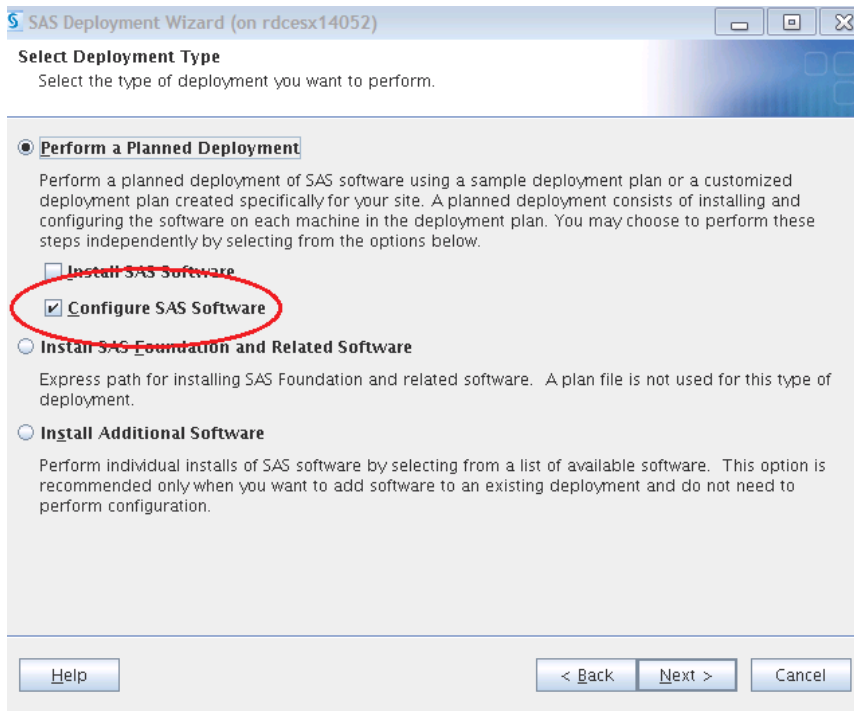 SAS Deployment Wizard (on rdcesx14052)
Select Deployment Type
Select the type of deployment you want to perform.
Perform a Planned Deployment
Perform a planned deployment of SAS software using a sample deployment plan or a customized
deployment plan created specifically for your site. A planned deployment consists of installing and
configuring the software on each machine in the deployment plan. You may choose to perform these
steps independently by selecting from the options below.
Install SAS Software
Configure SAS Software
Install SAS Foundation and Related Software
Express path for installing SAS Foundation and related software. A plan file is not used for this type of
deployment.
Install Additional Software
Perform individual installs of SAS software by selecting from a list of available software. This option is
recommended only when you want to add software to an existing deployment and do not need to
perform configuration.
Help
< Back
Next >
Cancel